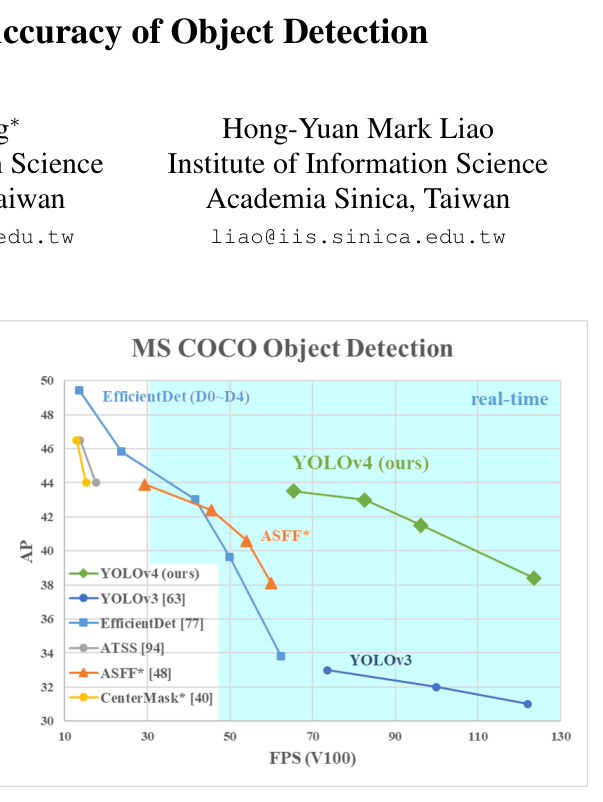 Accuracy of Object Detection
Hong-Yuan Mark Liao
Science
Institute of Information Science
Academia Sinica, Taiwan
edu.tw
liao@iis.sinica.edu.tw
MS COCO Object Detection
50
48
46
44
42
40
38
36
34
32
30
AP
EfficientDet (D0~D4)
real-time
YOLOv4 (ours)
ASFF*
YOLOv3
YOLOv4 (ours)
YOLOv3 [63]
EfficientDet [77]
ATSS [94]
ASFF* [48]
CenterMask* [40]
10 30 50 70 90 110 130
FPS (V100)